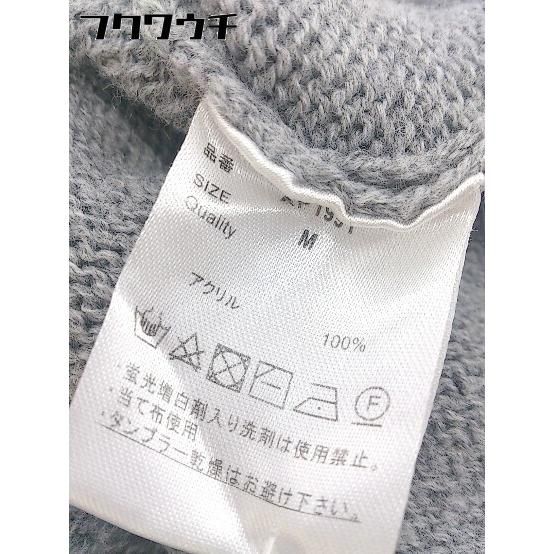 フクワウチ
品番
SIZE M
Quality
アクリル 100%
F
・蛍光増白剤入り洗剤は使用禁止。
・当て布使用
・タンブラー乾燥はお避け下さい。